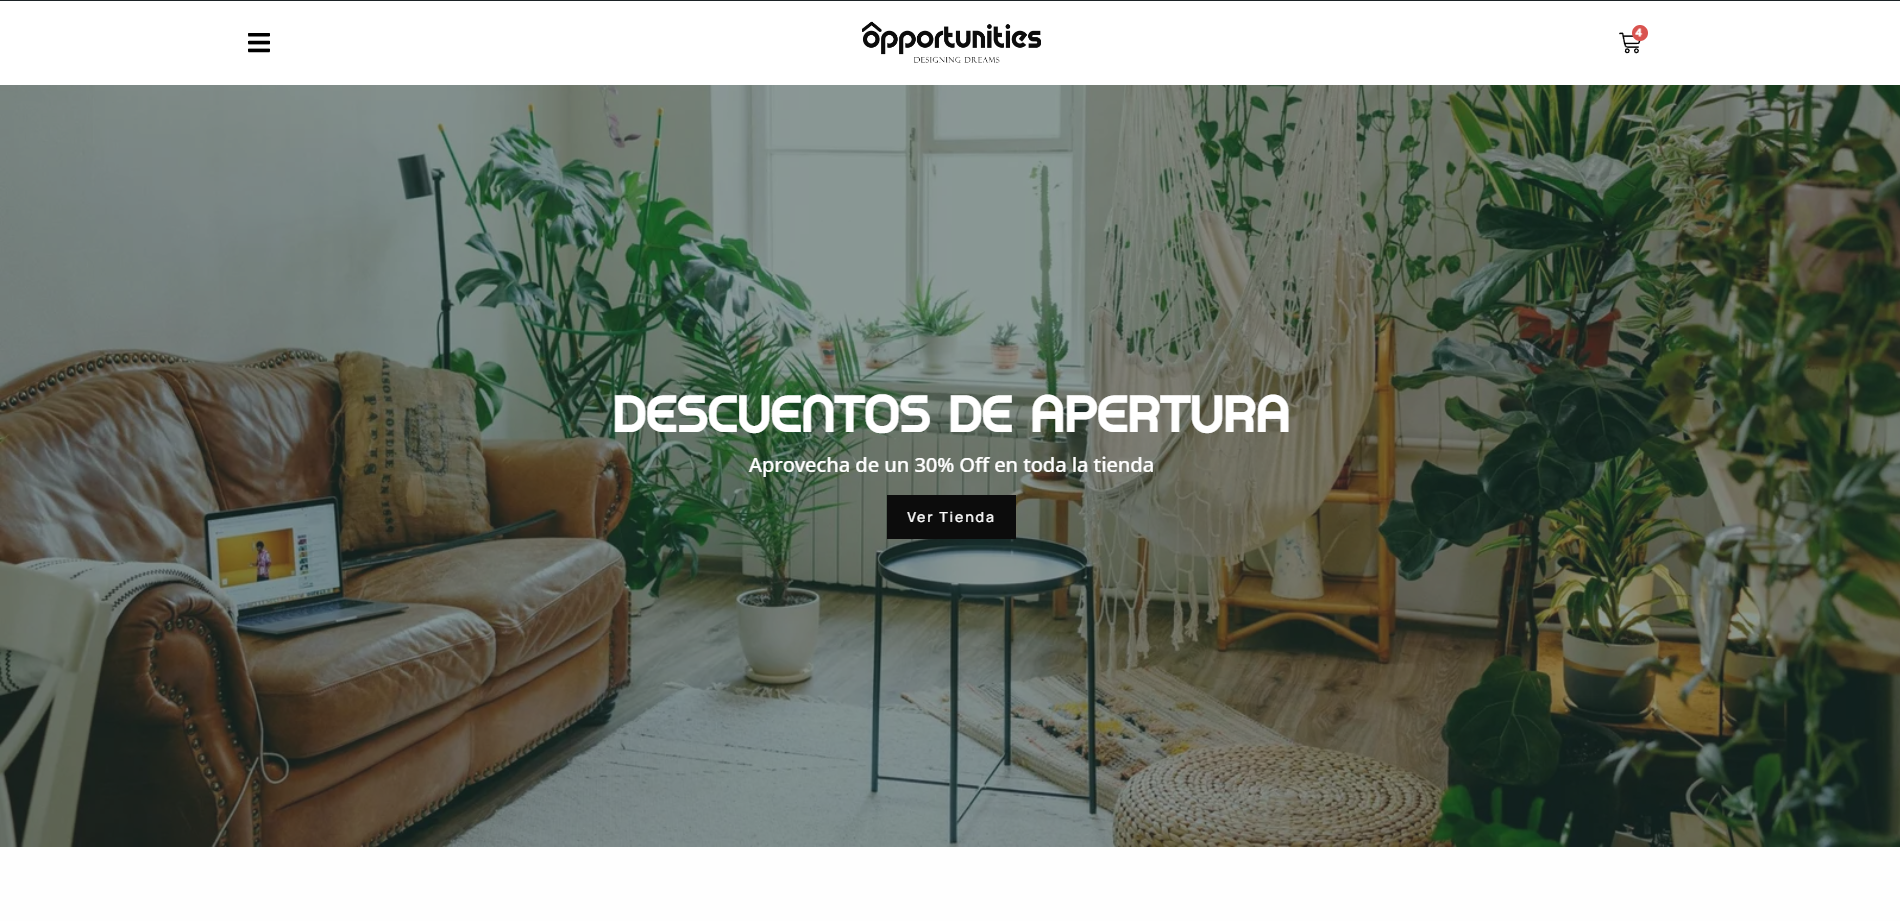 opportunities
DESIGNING DREAMS
4
DESCUENTOS DE APERTURA
Aprovecha de un 30% Off en toda la tienda
Ver Tienda